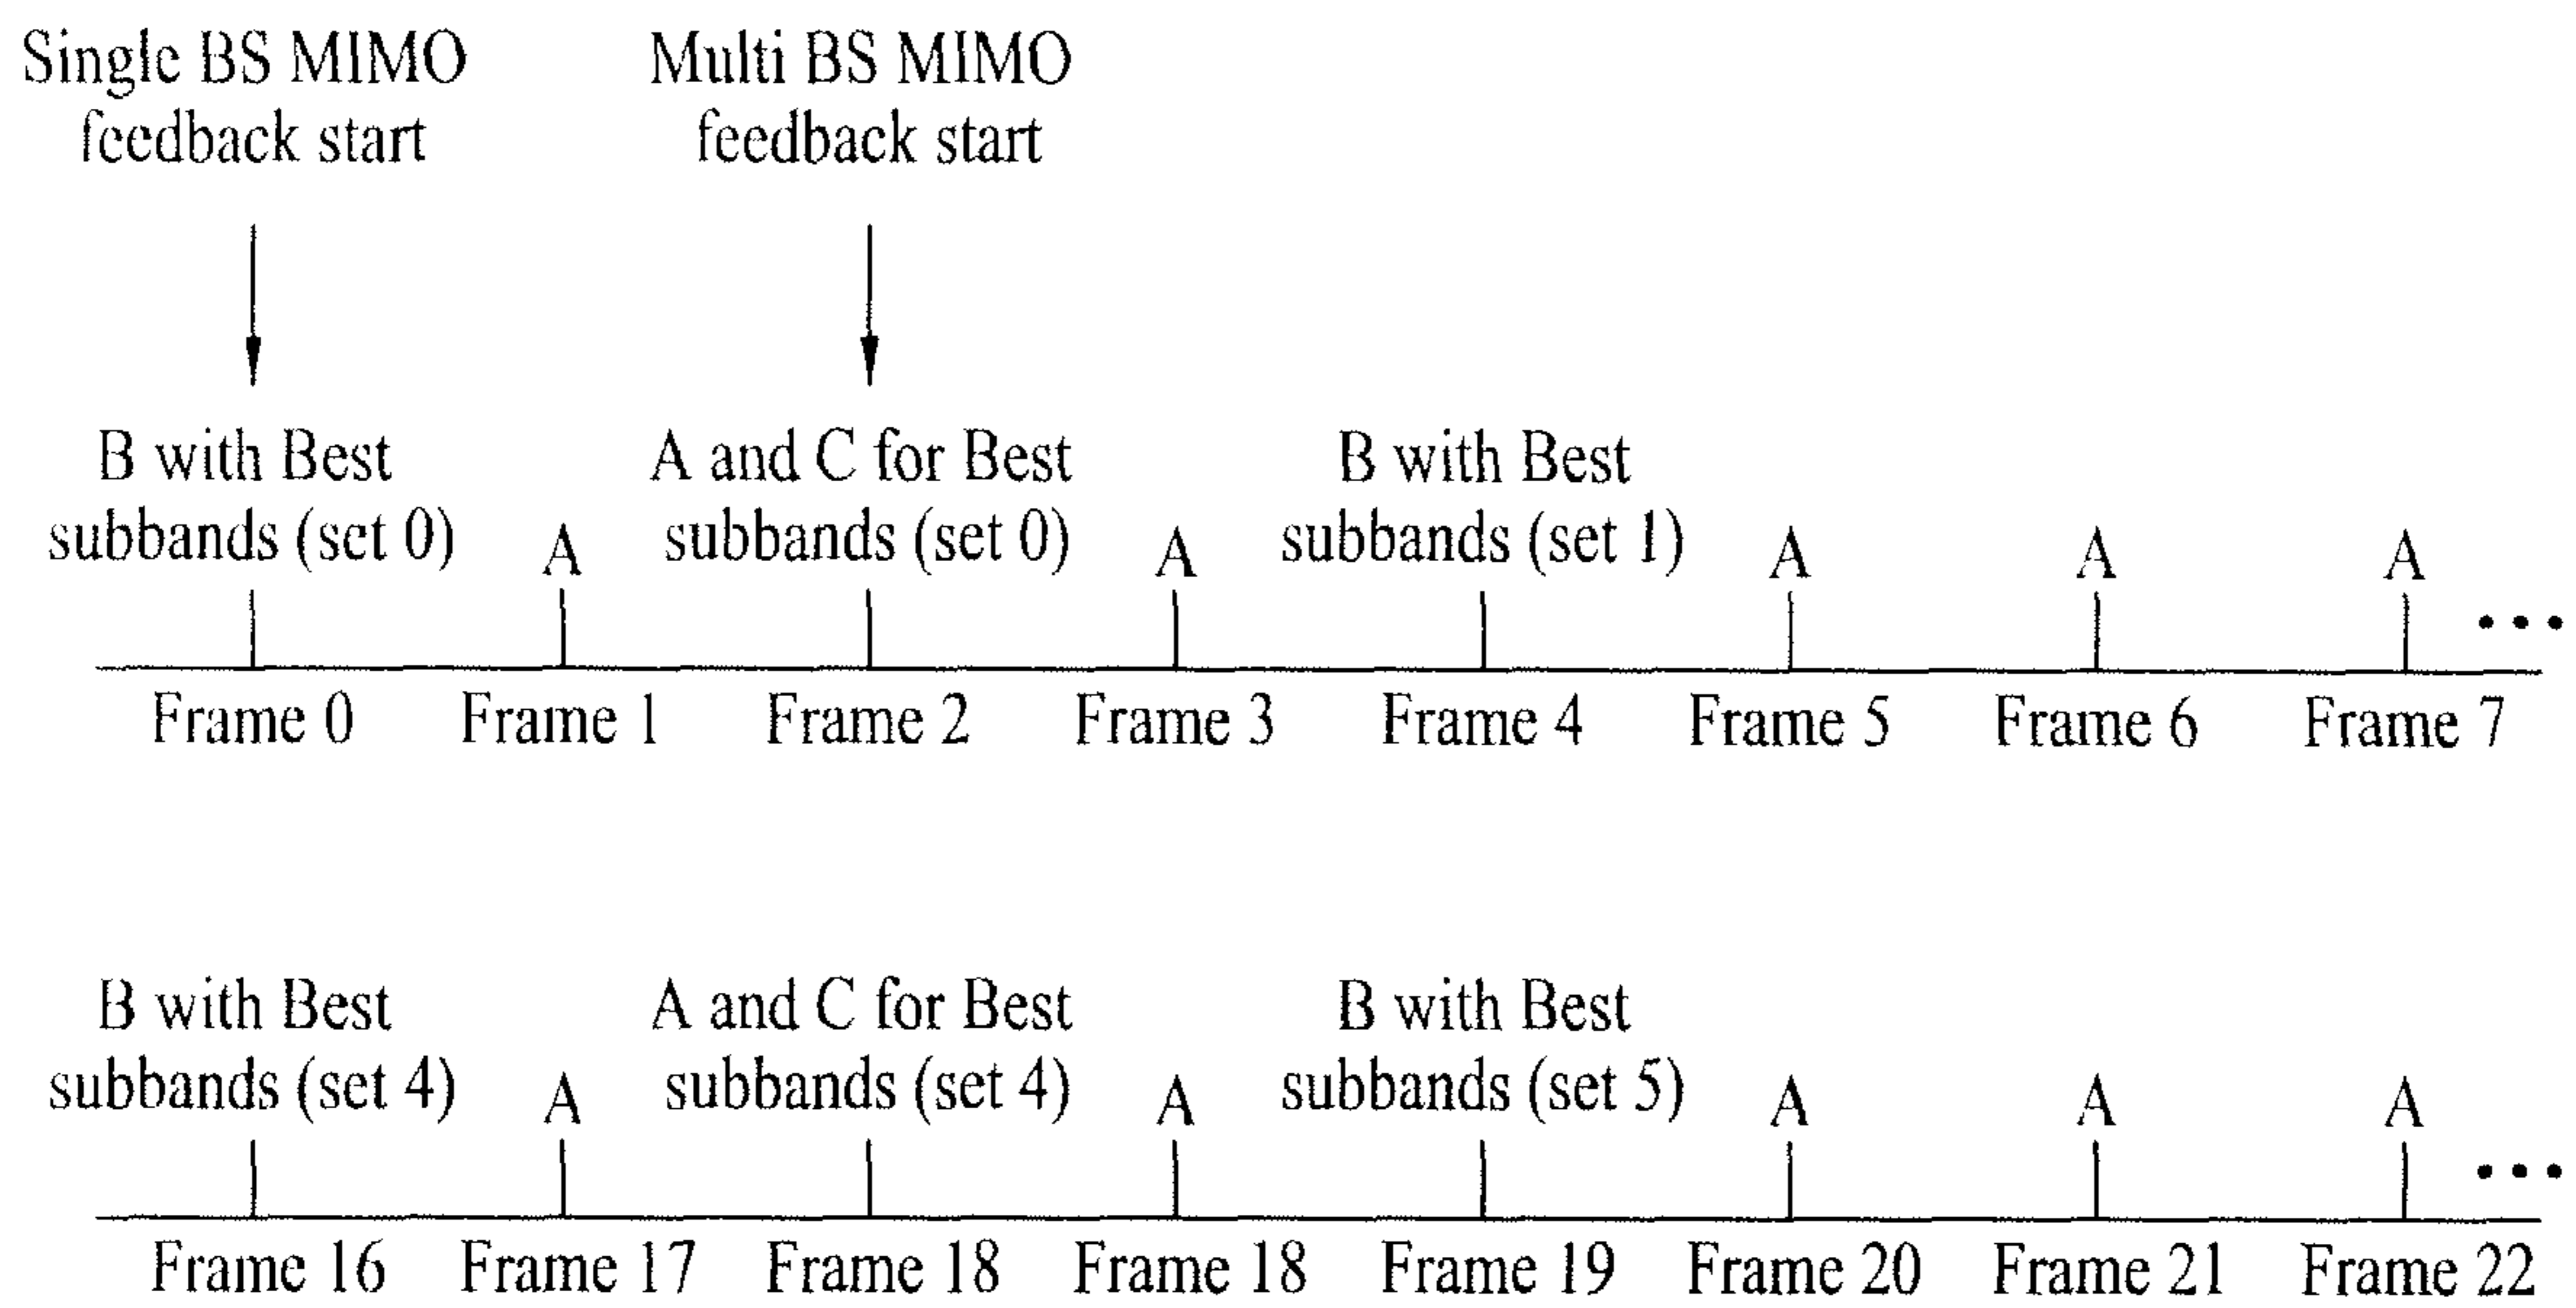 Single BS MIMO
feedback start
Multi BS MIMO
feedback start
B with Best
subbands (set 0)
A
A and C for Best
subbands (set 0)
A
B with Best
subbands (set 1)
A
A
A
Frame 0
Frame 1
Frame 2
Frame 3
Frame 4
Frame 5
Frame 6
Frame 7
B with Best
subbands (set 4)
A
A and C for Best
subbands (set 4)
A
B with Best
subbands (set 5)
A
A
A
Frame 16
Frame 17
Frame 18
Frame 18
Frame 19
Frame 20
Frame 21
Frame 22